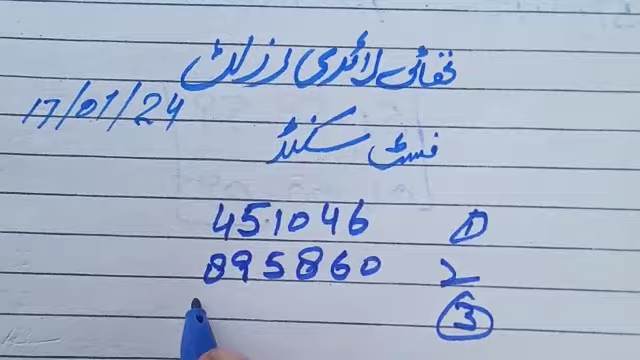 تھائی لاٹری رزلٹ
17/01/24
فسٹ سکنڈ
451046 1
895860 2
3